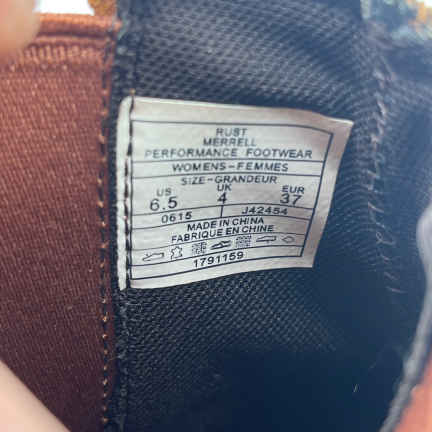 RUST
MERRELL
PERFORMANCE FOOTWEAR
WOMENS-FEMMES
SIZE-GRANDEUR
US UK EUR
6.5 4 37
0615 J42454
MADE IN CHINA
FABRIQUE EN CHINE
1791159